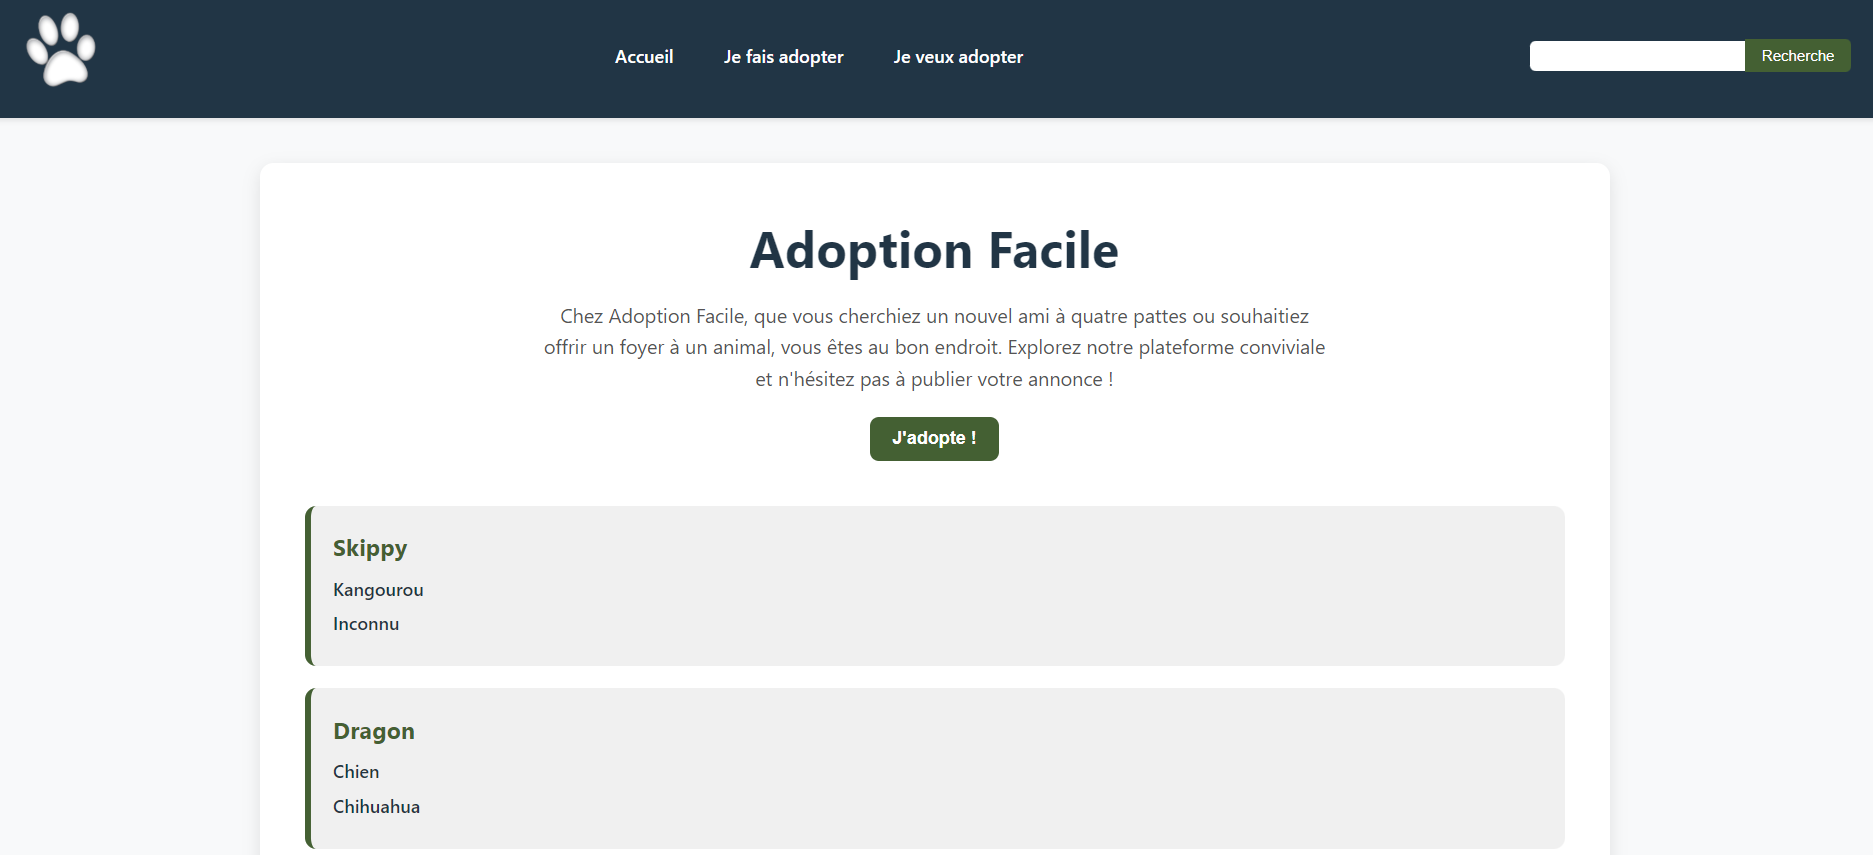 Accueil
Je fais adopter
Je veux adopter
Recherche
Adoption Facile
Chez Adoption Facile, que vous cherchiez un nouvel ami à quatre pattes ou souhaitiez
offrir un foyer à un animal, vous êtes au bon endroit. Explorez notre plateforme conviviale
et n'hésitez pas à publier votre annonce !
J'adopte !
Skippy
Kangourou
Inconnu
Dragon
Chien
Chihuahua